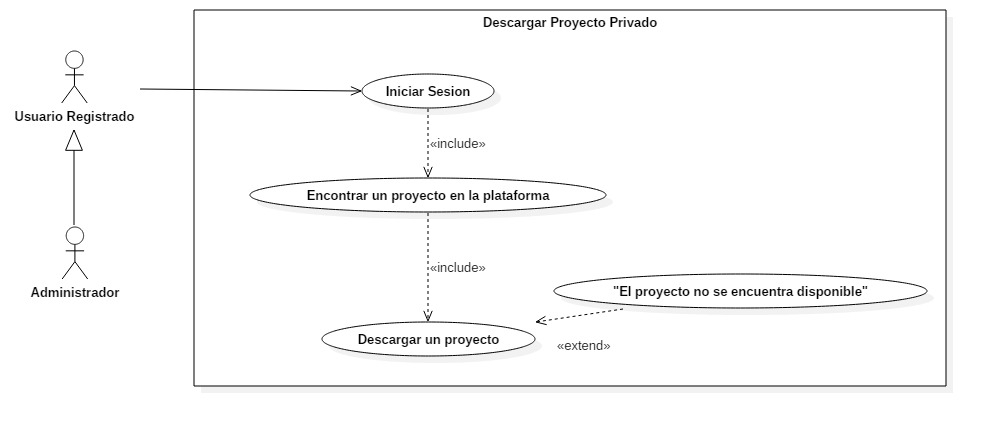 Descargar Proyecto Privado
Iniciar Sesion
Usuario Registrado
«include»
Encontrar un proyecto en la plataforma
«include»
Administrador
"El proyecto no se encuentra disponible"
Descargar un proyecto
«extend»